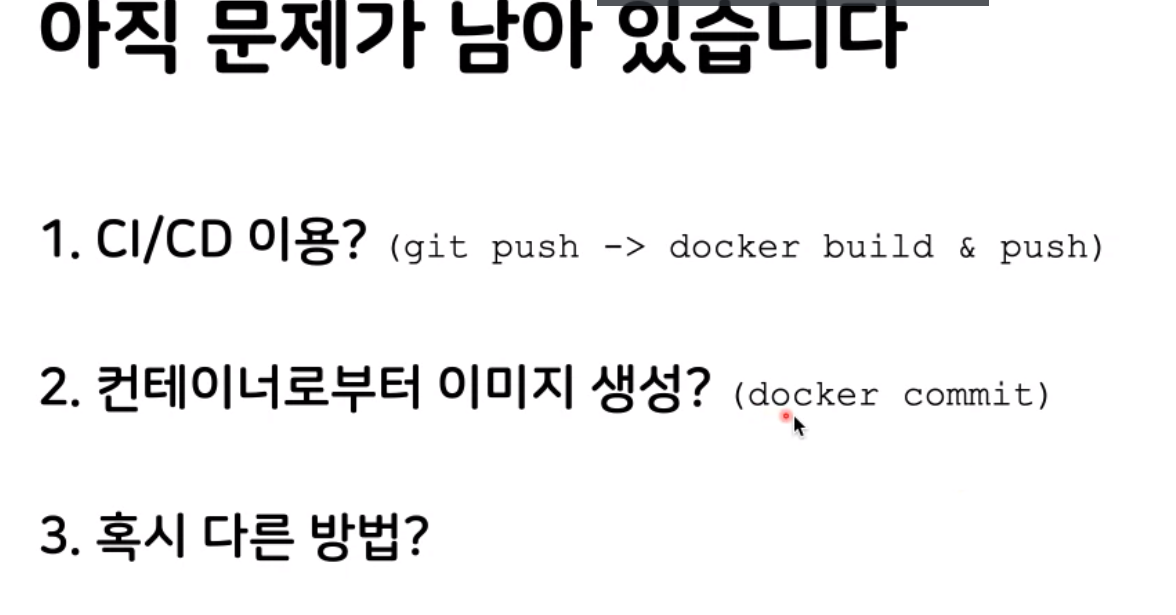 아직 문제가 남아 있습니다
1. CI/CD 이용? (git push -> docker build & push)
2. 컨테이너로부터 이미지 생성? (docker commit)
3. 혹시 다른 방법?